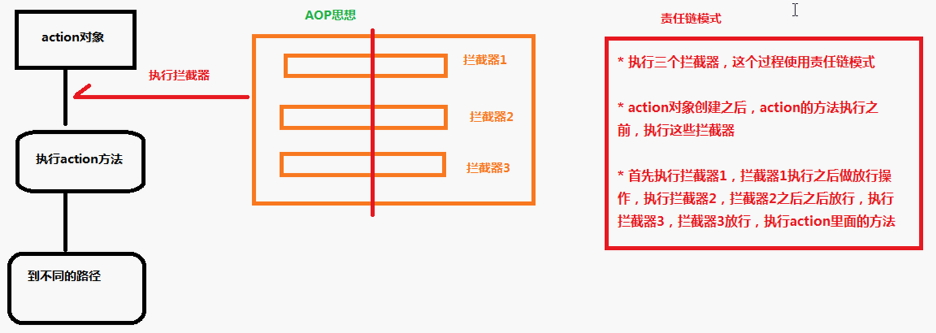 action对象
执行拦截器
执行action方法
到不同的路径
AOP思想
拦截器1
拦截器2
拦截器3
责任链模式
* 执行三个拦截器，这个过程使用责任链模式
* action对象创建之后，action的方法执行之
前，执行这些拦截器
* 首先执行拦截器1，拦截器1执行之后做放行操
作，执行拦截器2，拦截器2之后之后放行，执行
拦截器3，拦截器3放行，执行action里面的方法